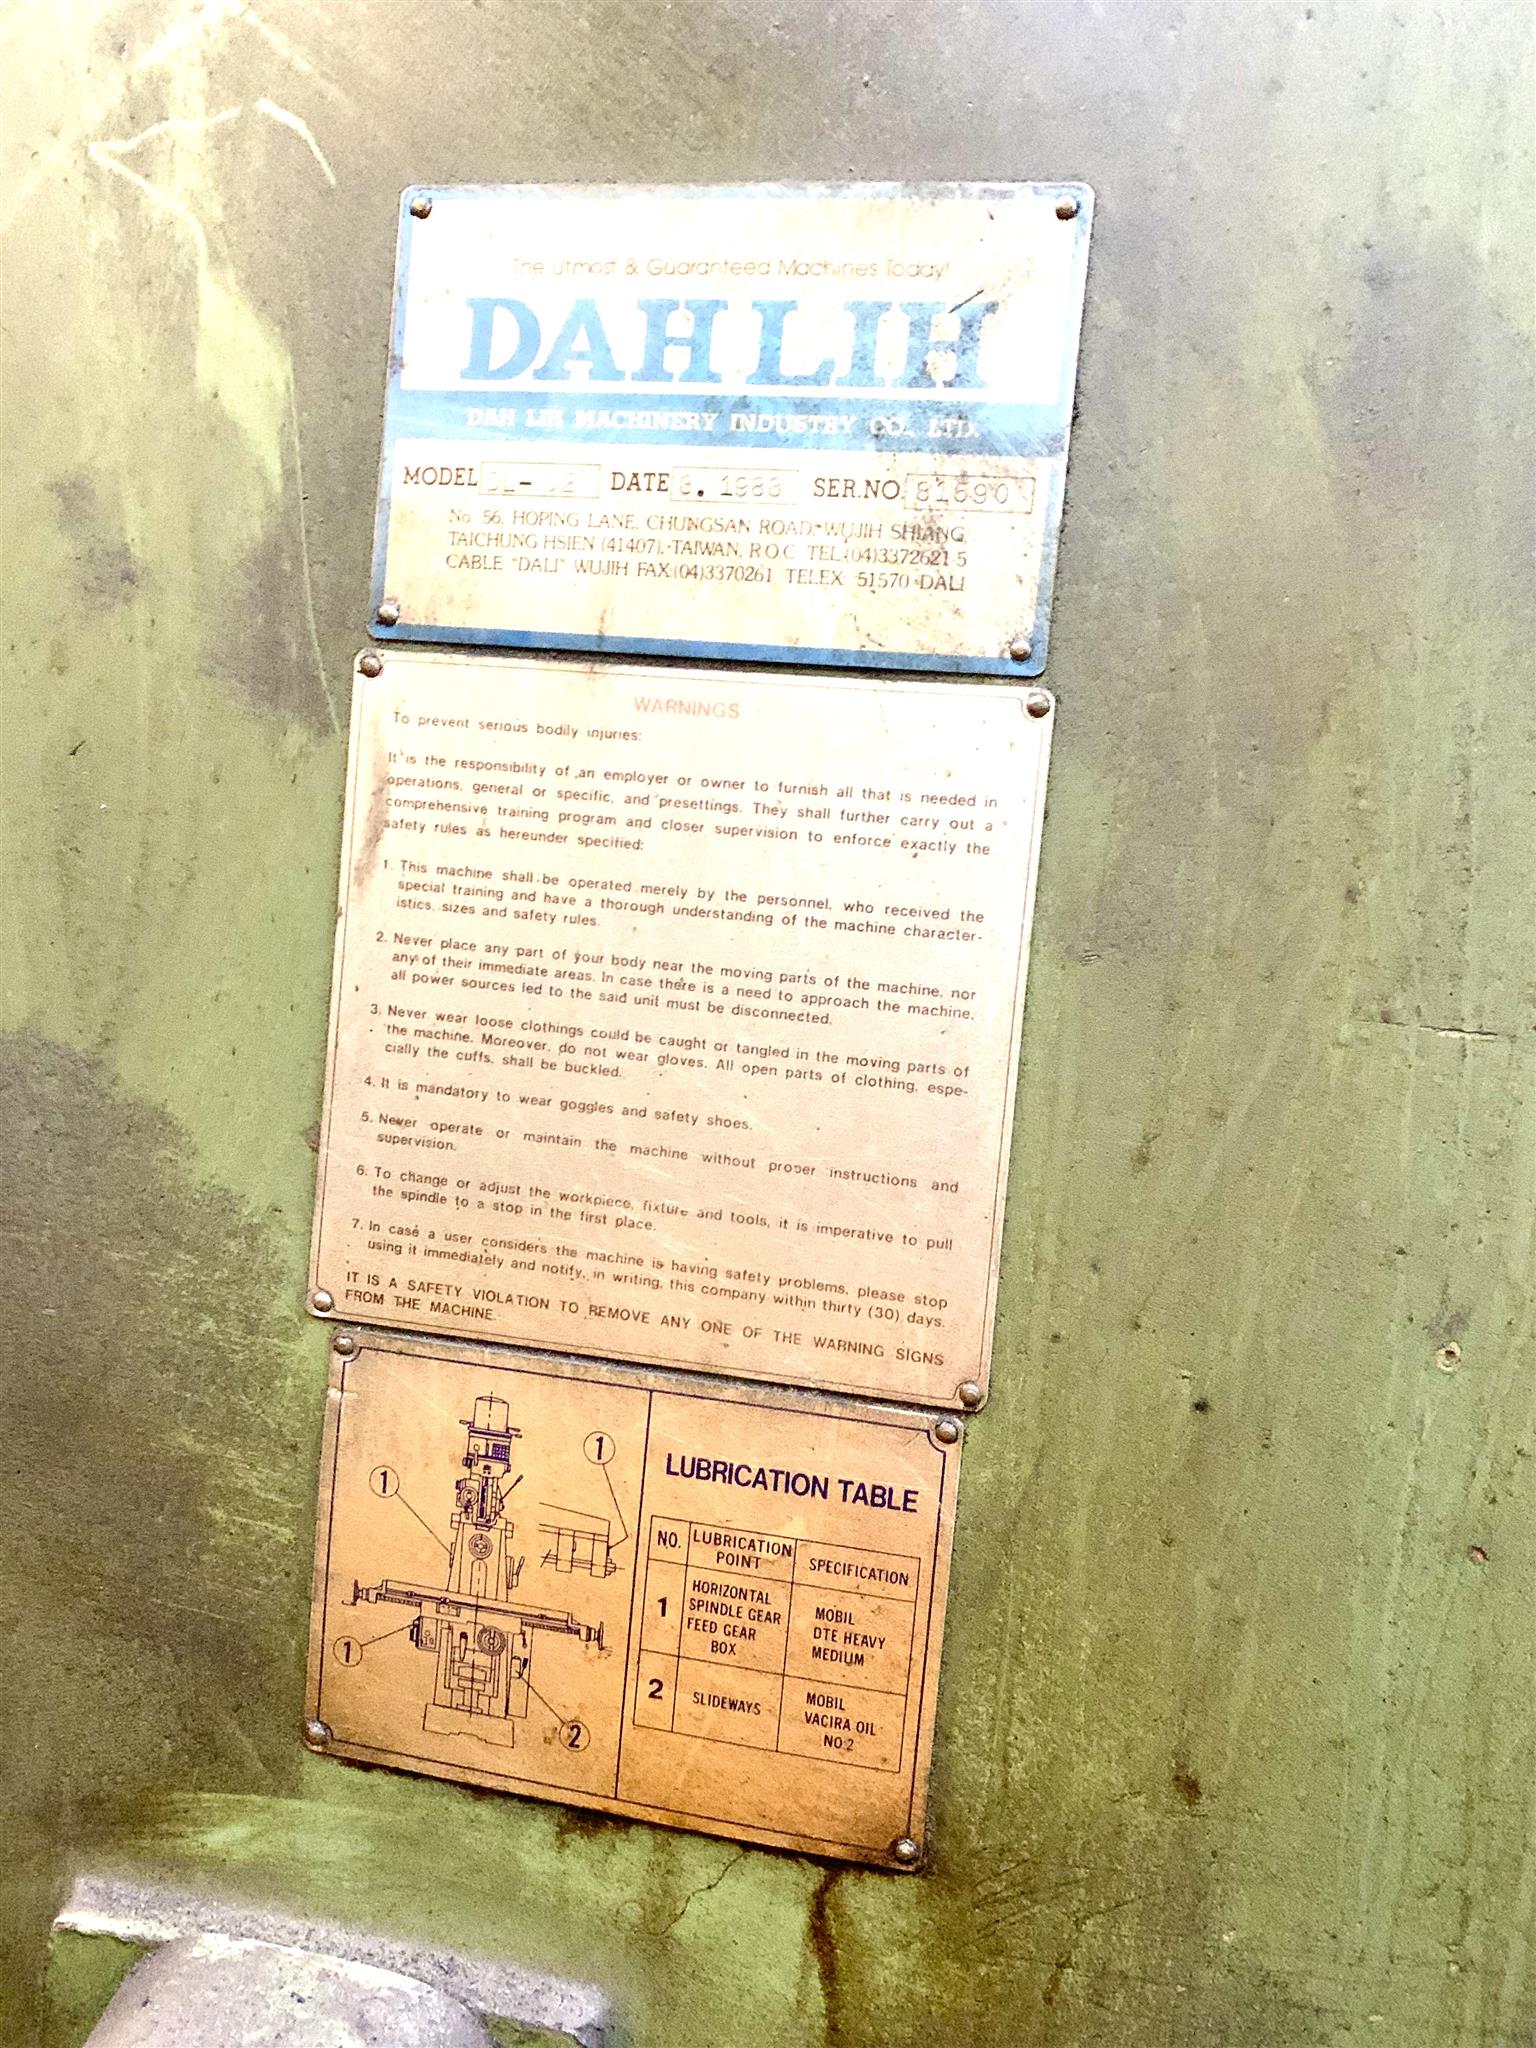 The Utmost & Guaranteed Machines Today!
DAH LIH
DAH LIH MACHINERY INDUSTRY CO., LTD.
MODEL DATE 8. 1988 SER.NO. 81690
No. 56, HOPING LANE, CHUNGSAN ROAD, WUJIH SHIANG,
TAICHUNG HSIEN (41407), TAIWAN, R.O.C. TEL:(04)3372621-5
CABLE "DALI" WUJIH FAX:(04)3370261 TELEX: 51570 DALI
WARNINGS
To prevent serious bodily injuries:
It is the responsibility of an employer or owner to furnish all that is needed in
operations, general or specific, and presettings. They shall further carry out a
comprehensive training program and closer supervision to enforce exactly the
safety rules as hereunder specified:
1. This machine shall be operated merely by the personnel, who received the
special training and have a thorough understanding of the machine character-
istics, sizes and safety rules.
2. Never place any part of your body near the moving parts of the machine, nor
any of their immediate areas. In case there is a need to approach the machine,
all power sources led to the said unit must be disconnected.
3. Never wear loose clothings could be caught or tangled in the moving parts of
the machine. Moreover, do not wear gloves. All open parts of clothing, espe-
cially the cuffs, shall be buckled.
4. It is mandatory to wear goggles and safety shoes.
5. Never operate or maintain the machine without proper instructions and
supervision.
6. To change or adjust the workpiece, fixture and tools, it is imperative to pull
the spindle to a stop in the first place.
7. In case a user considers the machine is having safety problems, please stop
using it immediately and notify, in writing, this company within thirty (30) days.
IT IS A SAFETY VIOLATION TO REMOVE ANY ONE OF THE WARNING SIGNS
FROM THE MACHINE.
1
1
1
2
LUBRICATION TABLE
NO. LUBRICATION POINT SPECIFICATION
1 HORIZONTAL SPINDLE GEAR FEED GEAR BOX MOBIL DTE HEAVY MEDIUM
2 SLIDEWAYS MOBIL VACIRA OIL NO.2